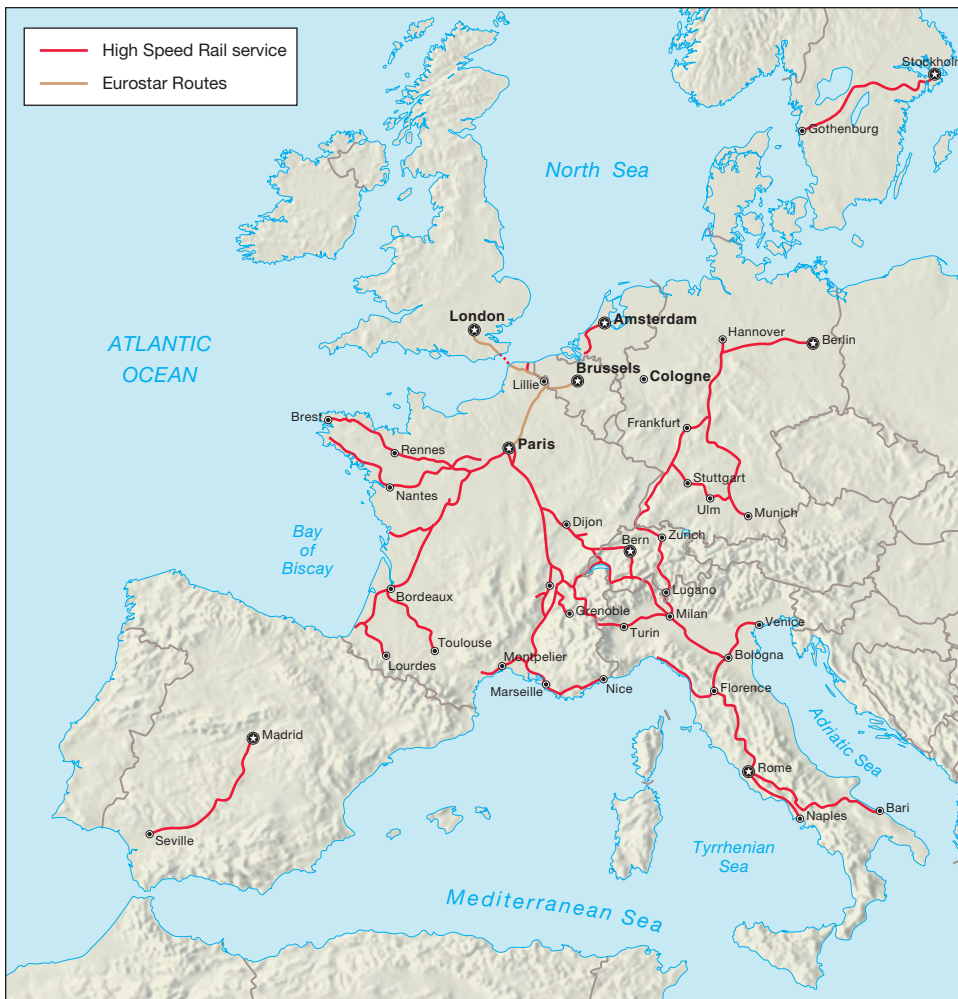 High Speed Rail service
Eurostar Routes
Stockholm
Gothenburg
North Sea
London
Amsterdam
Hannover
Berlin
ATLANTIC
OCEAN
Brussels
Lillie
Cologne
Brest
Frankfurt
Rennes
Paris
Stuttgart
Nantes
Ulm
Munich
Dijon
Bay
of
Biscay
Bern
Zurich
Bordeaux
Grenoble
Lugano
Milan
Turin
Venice
Toulouse
Lourdes
Montpelier
Bologna
Marseille
Nice
Florence
Madrid
Adriatic Sea
Rome
Seville
Naples
Bari
Tyrrhenian
Sea
Mediterranean Sea